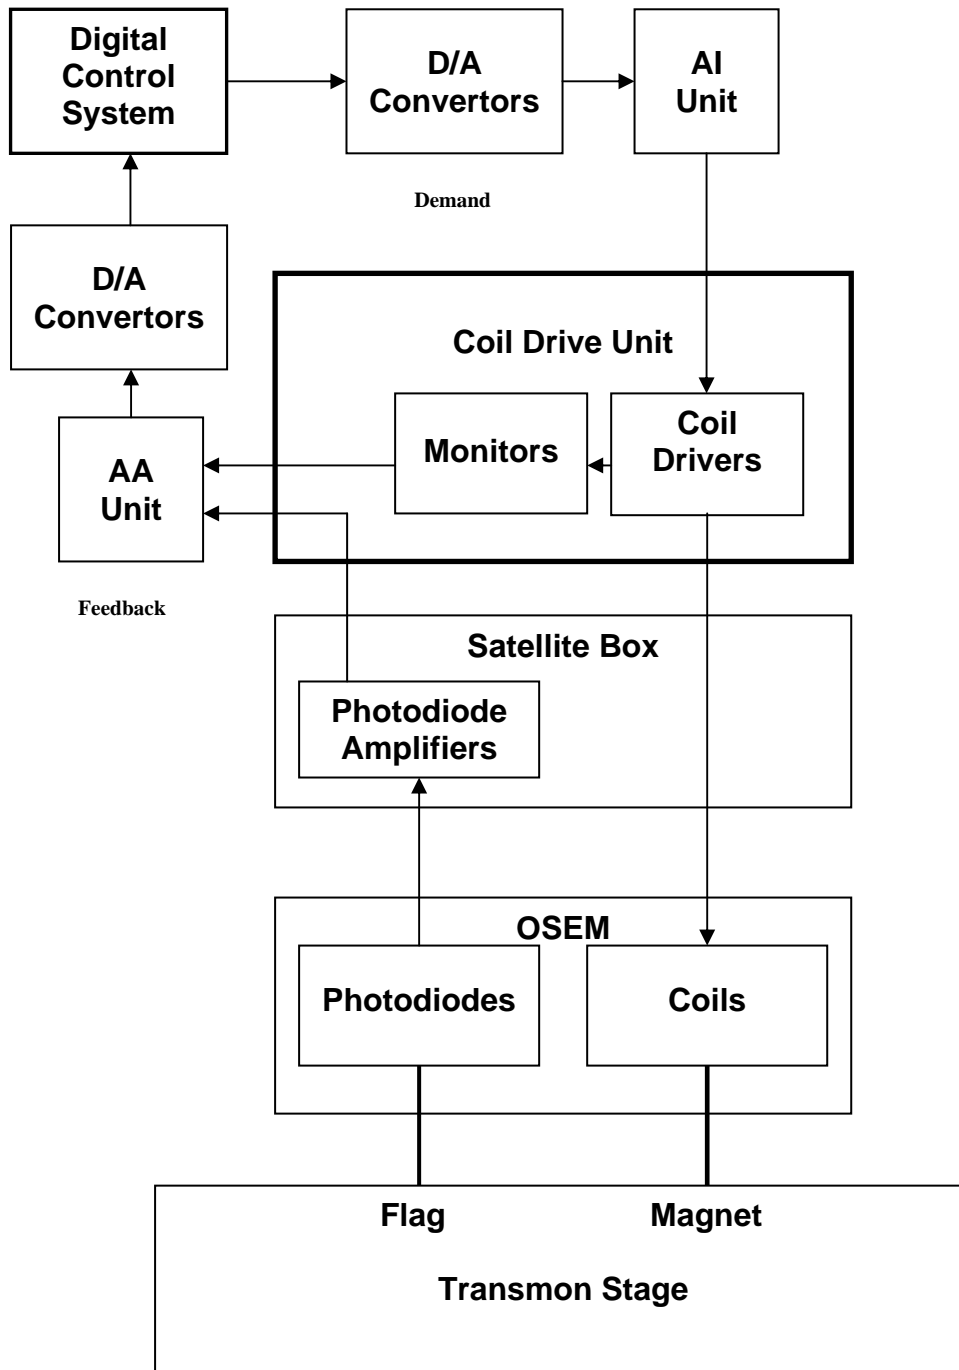 Digital
Control
System
D/A
Convertors
AI
Unit
Demand
D/A
Convertors
Coil Drive Unit
Monitors
Coil
Drivers
AA
Unit
Feedback
Satellite Box
Photodiode
Amplifiers
OSEM
Photodiodes
Coils
Flag
Magnet
Transmon Stage